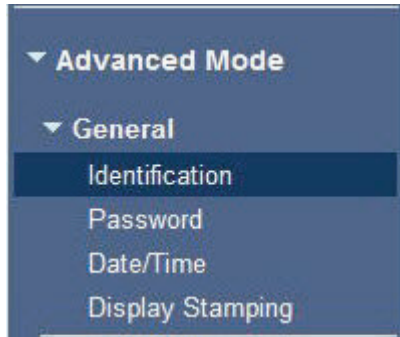 Advanced Mode
General
Identification
Password
Date/Time
Display Stamping